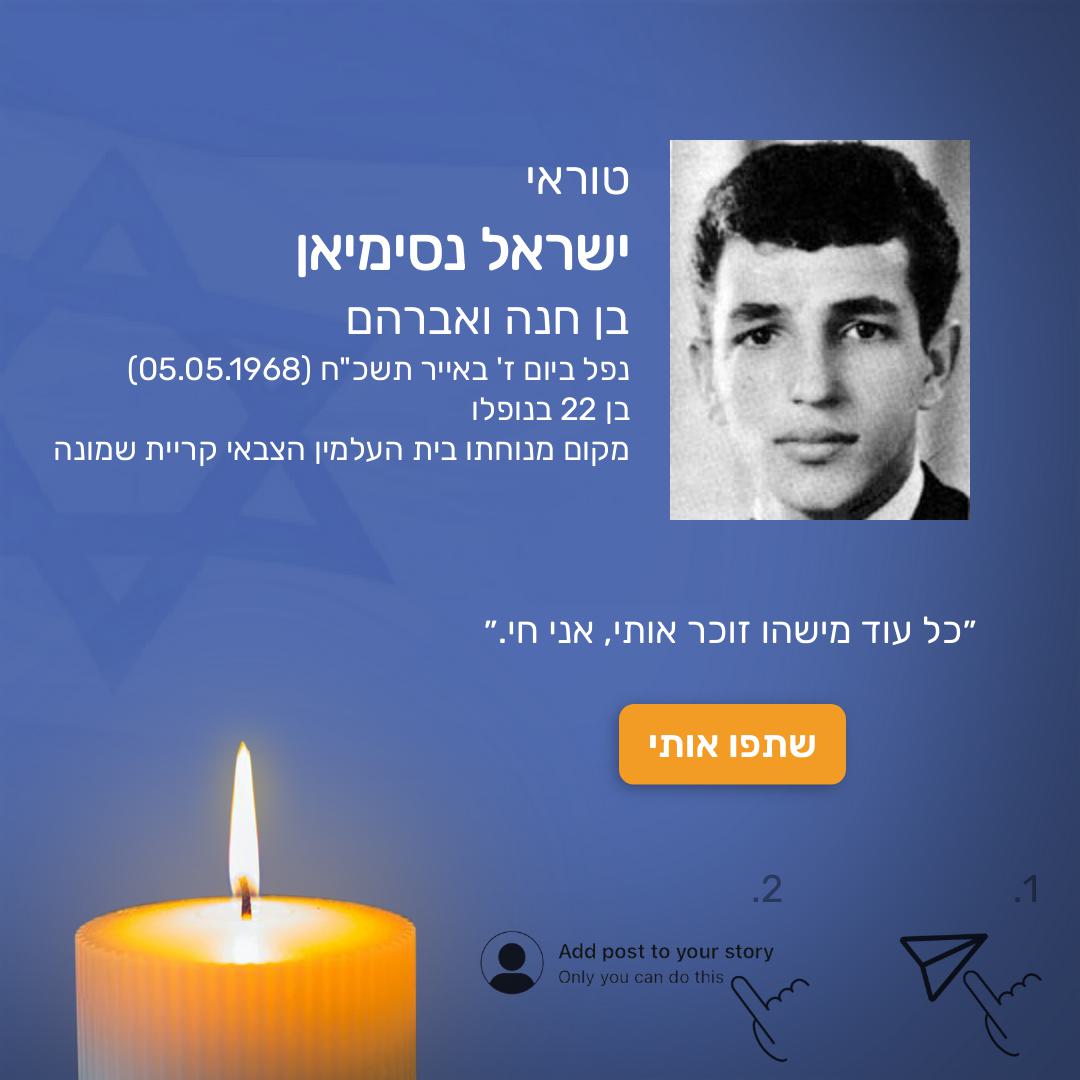 טוראי
ישראל נסימיאן
בן חנה ואברהם
נפל ביום ז' באייר תשכ"ח (05.05.1968)
בן 22 בנופלו
מקום מנוחתו בית העלמין הצבאי קריית שמונה
״כל עוד מישהו זוכר אותי, אני חי.״
שתפו אותי
1.
2.
Add post to your story
Only you can do this